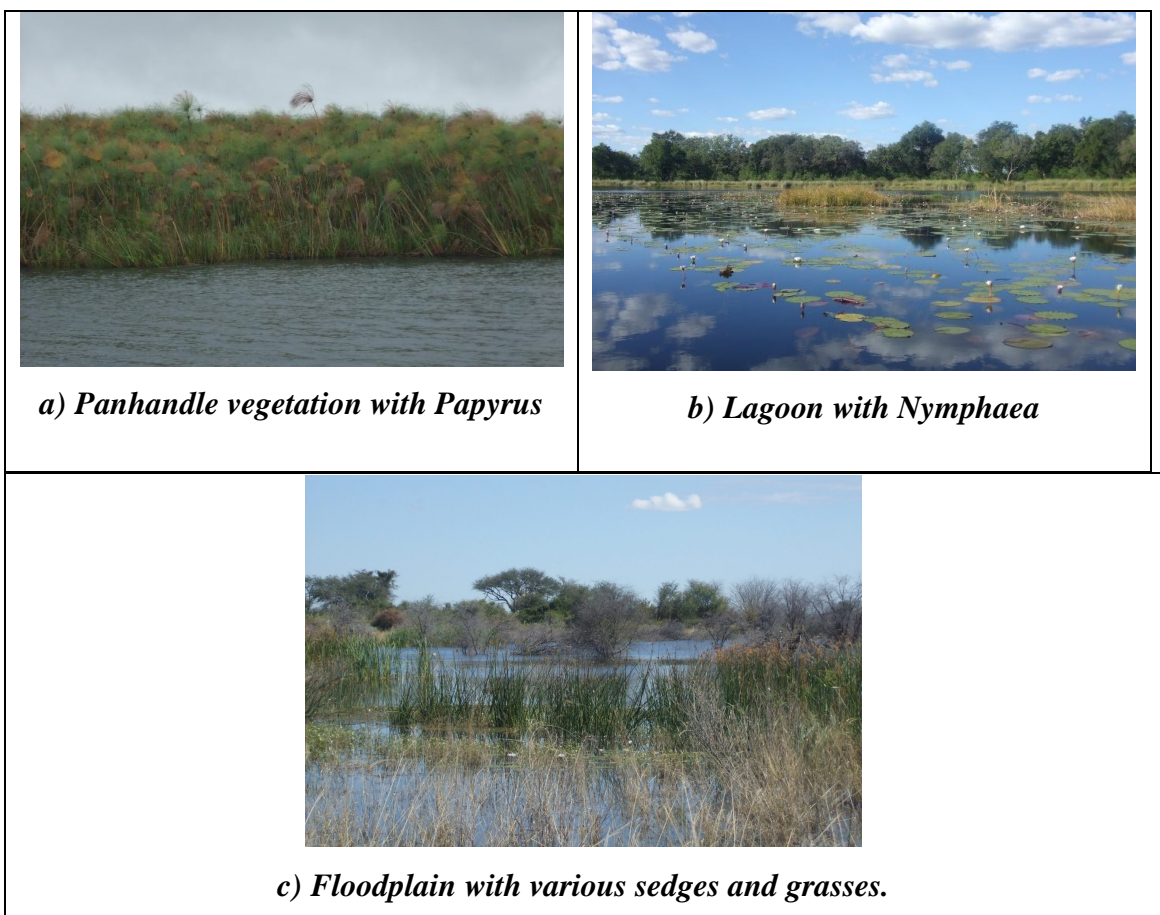 a) Panhandle vegetation with Papyrus
b) Lagoon with Nymphaea
c) Floodplain with various sedges and grasses.